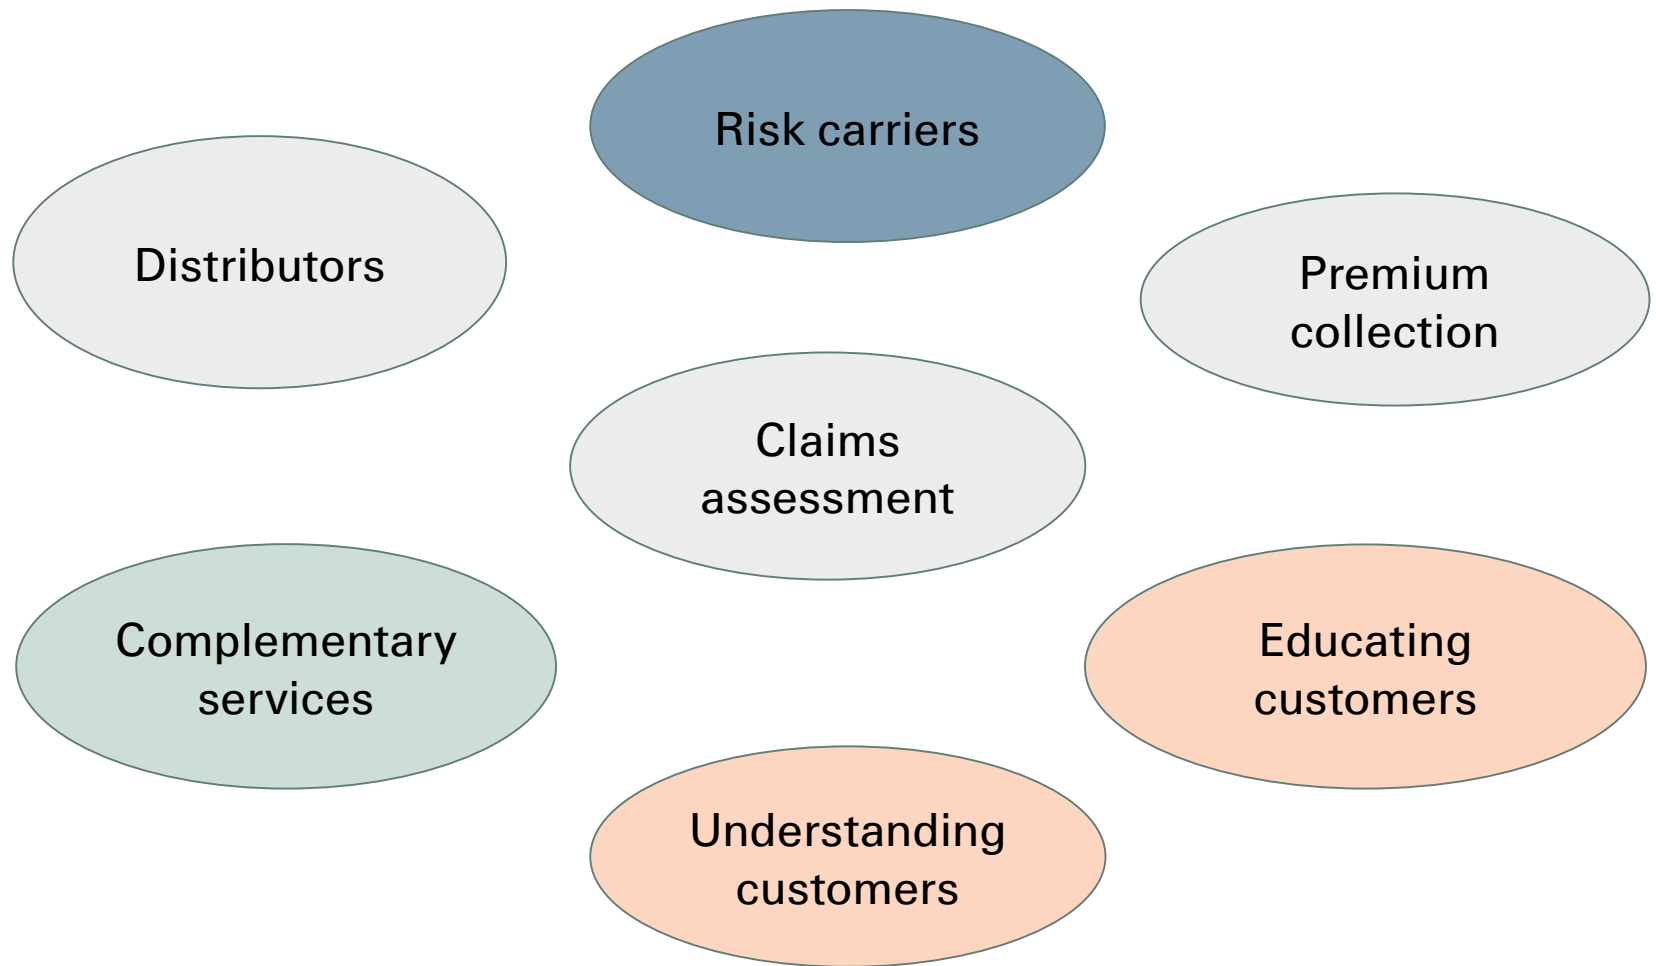 Risk carriers
Distributors
Premium
collection
Claims
assessment
Complementary
services
Educating
customers
Understanding
customers